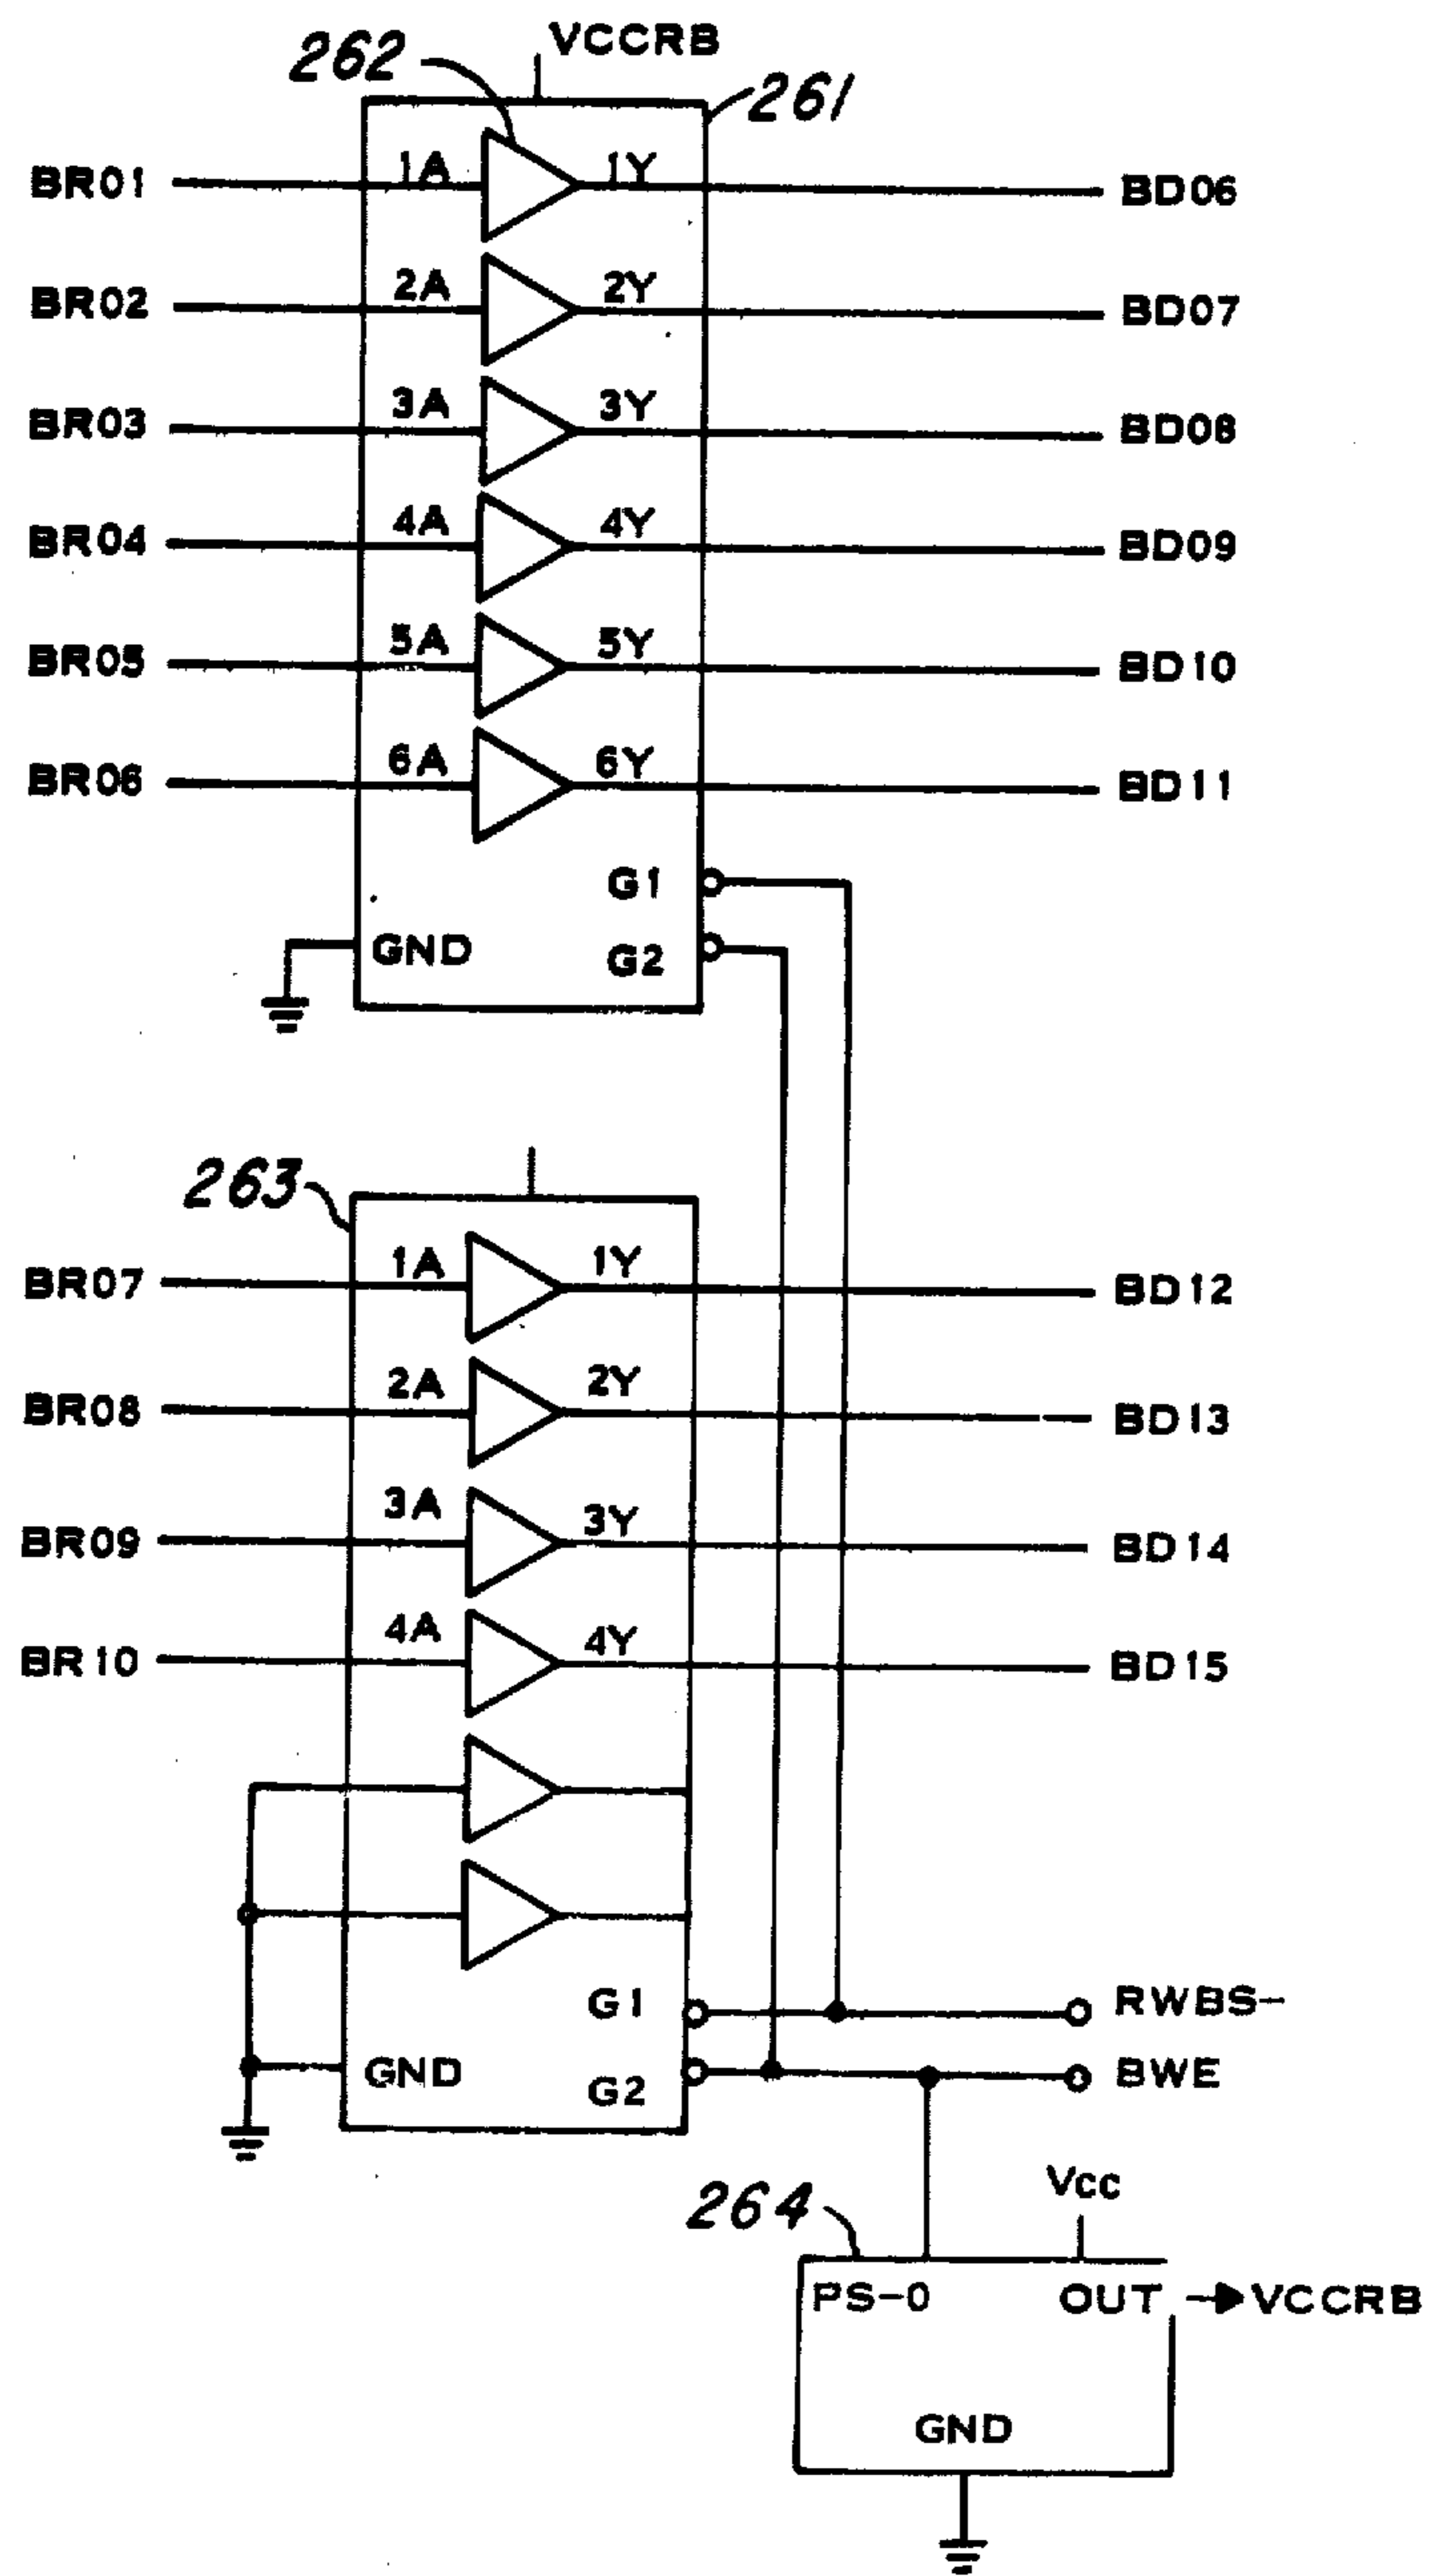 262
VCCRB
261
BR01 1A 1Y BD06
BR02 2A 2Y BD07
BR03 3A 3Y BD08
BR04 4A 4Y BD09
BR05 5A 5Y BD10
BR06 6A 6Y BD11
G1
GND G2
263
BR07 1A 1Y BD12
BR08 2A 2Y BD13
BR09 3A 3Y BD14
BR10 4A 4Y BD15
G1 RWBS-
GND G2 BWE
264
Vcc
PS-0 OUT VCCRB
GND